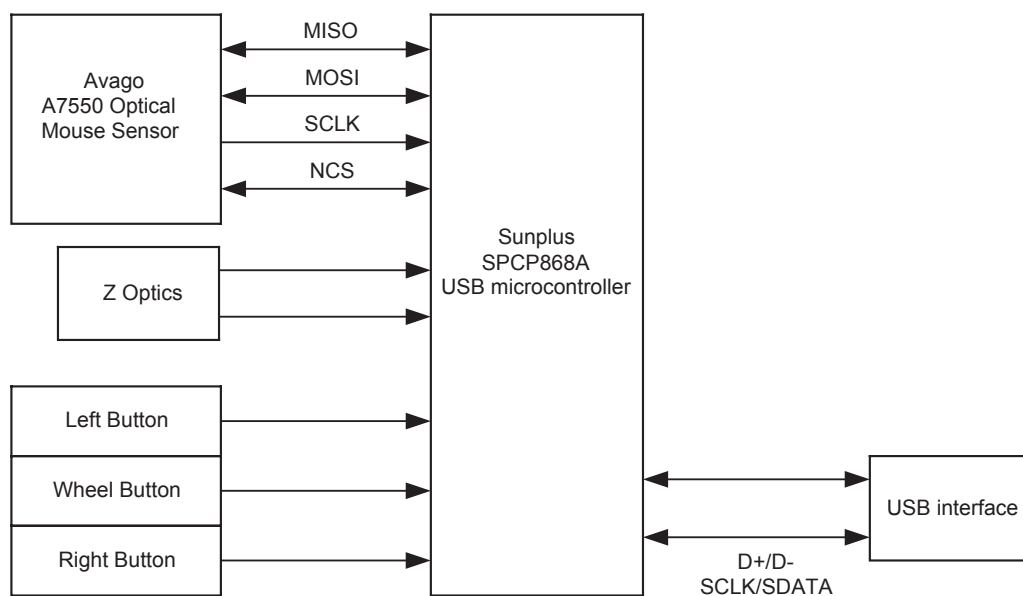 Avago
A7550 Optical
Mouse Sensor
MISO
MOSI
SCLK
NCS
Z Optics
Left Button
Wheel Button
Right Button
Sunplus
SPCP868A
USB microcontroller
USB interface
D+/D-
SCLK/SDATA